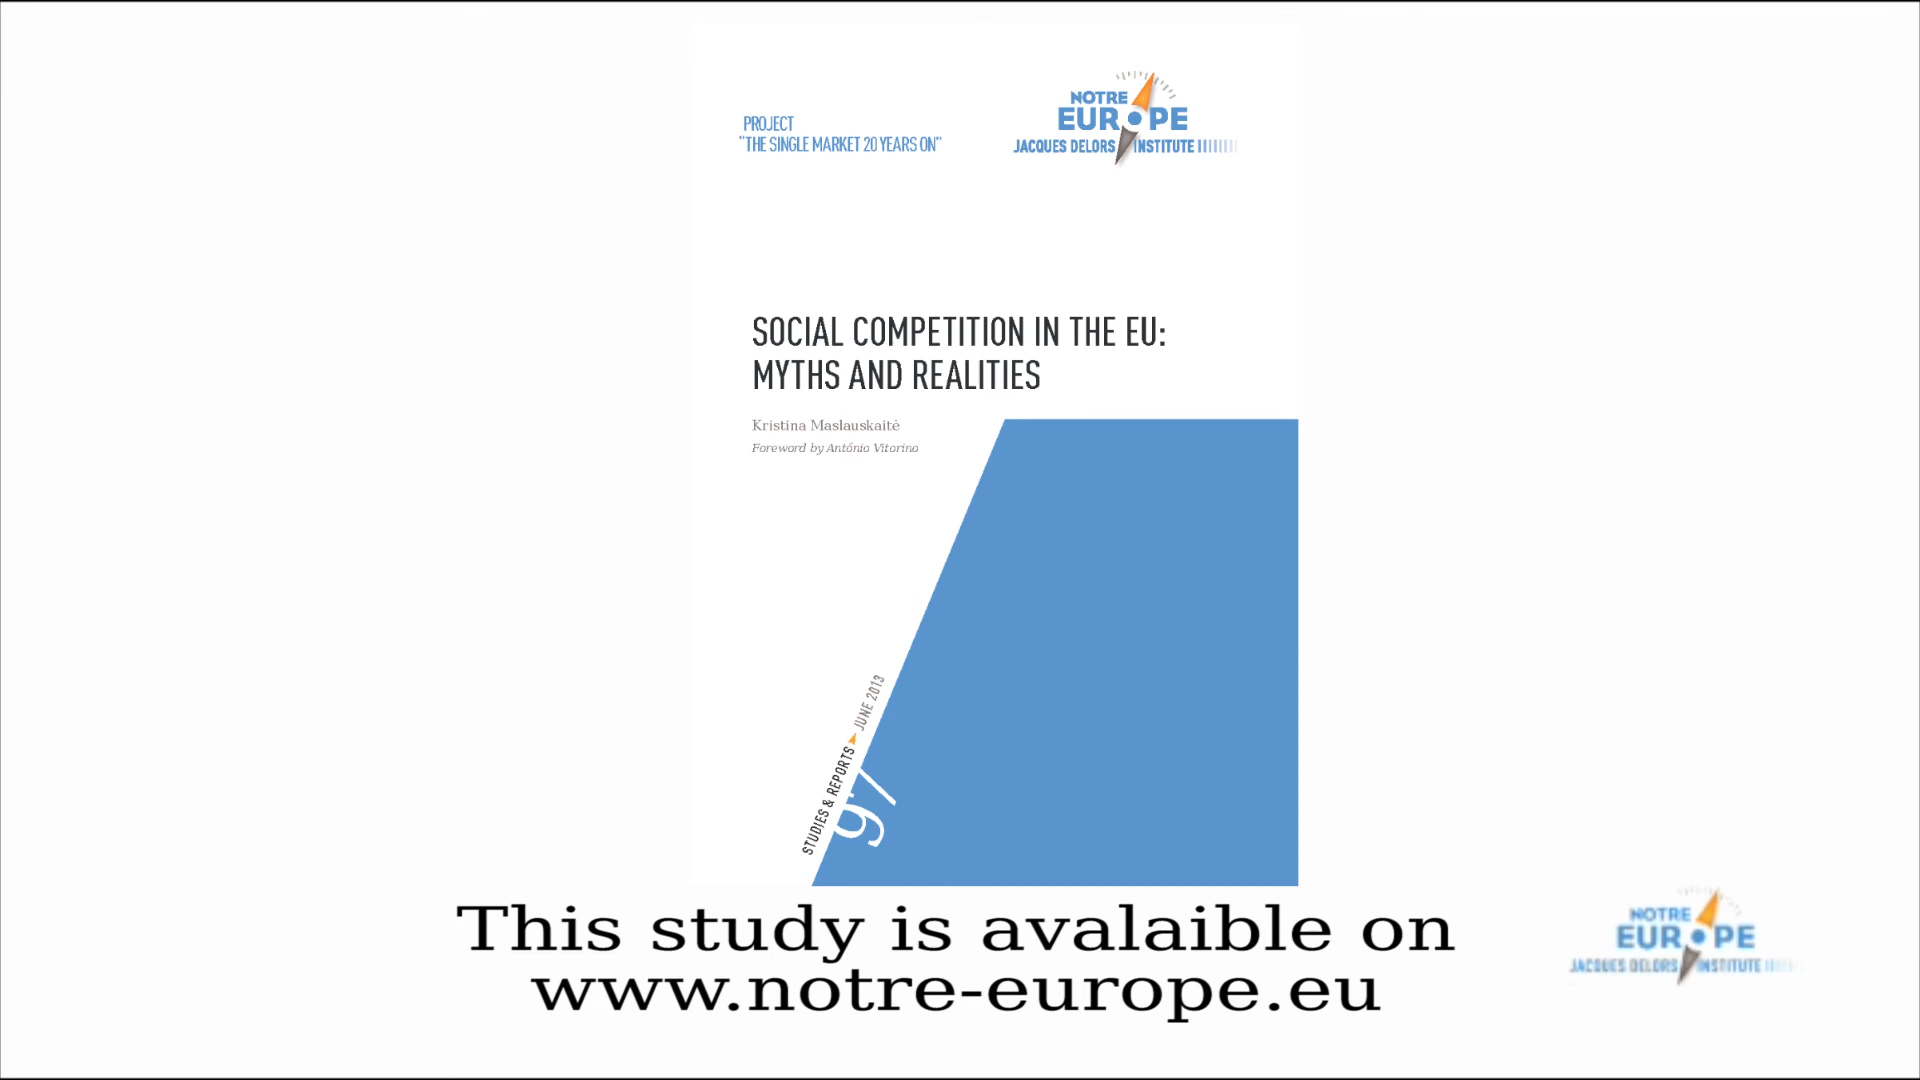 PROJECT
"THE SINGLE MARKET 20 YEARS ON"
NOTRE
EUROPE
JACQUES DELORS INSTITUTE
SOCIAL COMPETITION IN THE EU:
MYTHS AND REALITIES
Kristina Maslauskaitė
Foreword by António Vitorino
STUDIES & REPORTS JUNE 2013
97
This study is avalaible on
www.notre-europe.eu
NOTRE
EUROPE
JACQUES DELORS INSTITUTE